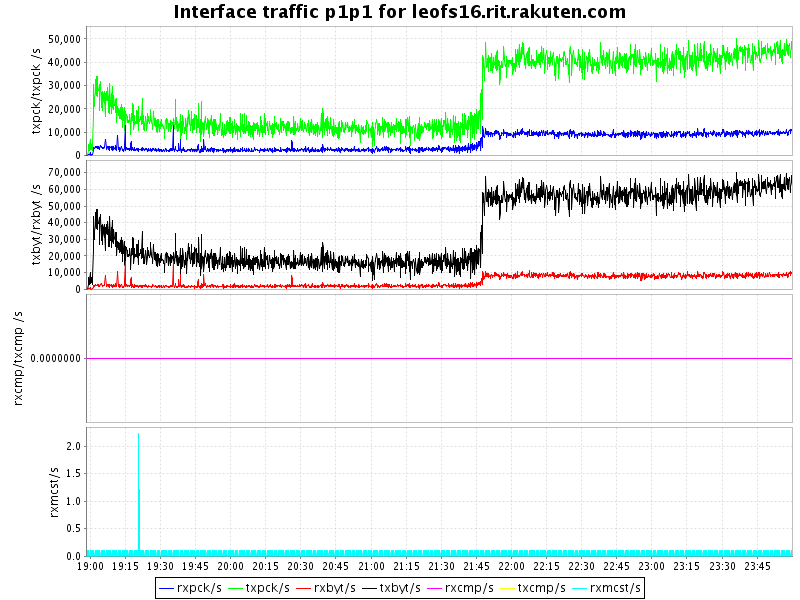 Interface traffic p1p1 for leofs16.rit.rakuten.com
txpck/txpck /s
50,000
40,000
30,000
20,000
10,000
0
txbyt/rxbyt /s
70,000
60,000
50,000
40,000
30,000
20,000
10,000
0
rxcmp/txcmp /s
0.0000000
rxmcst/s
2.0
1.5
1.0
0.5
0.0
19:00 19:15 19:30 19:45 20:00 20:15 20:30 20:45 21:00 21:15 21:30 21:45 22:00 22:15 22:30 22:45 23:00 23:15 23:30 23:45
rxpck/s txpck/s rxbyt/s txbyt/s rxcmp/s txcmp/s rxmcst/s